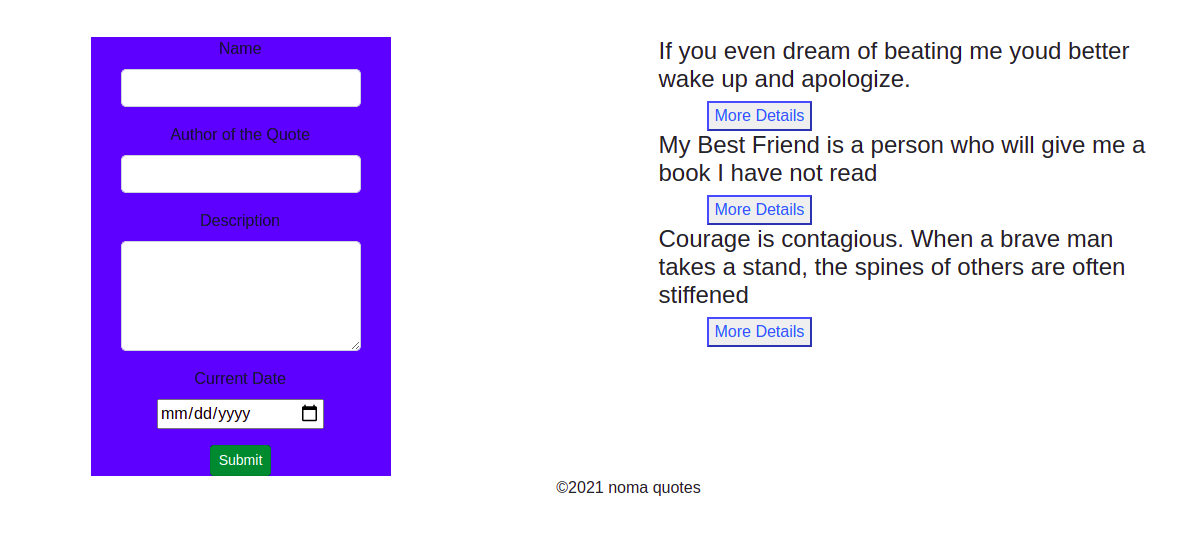 Name
Author of the Quote
Description
Current Date
mm/dd/yyyy
Submit
If you even dream of beating me youd better
wake up and apologize.
More Details
My Best Friend is a person who will give me a
book I have not read
More Details
Courage is contagious. When a brave man
takes a stand, the spines of others are often
stiffened
More Details
©2021 noma quotes